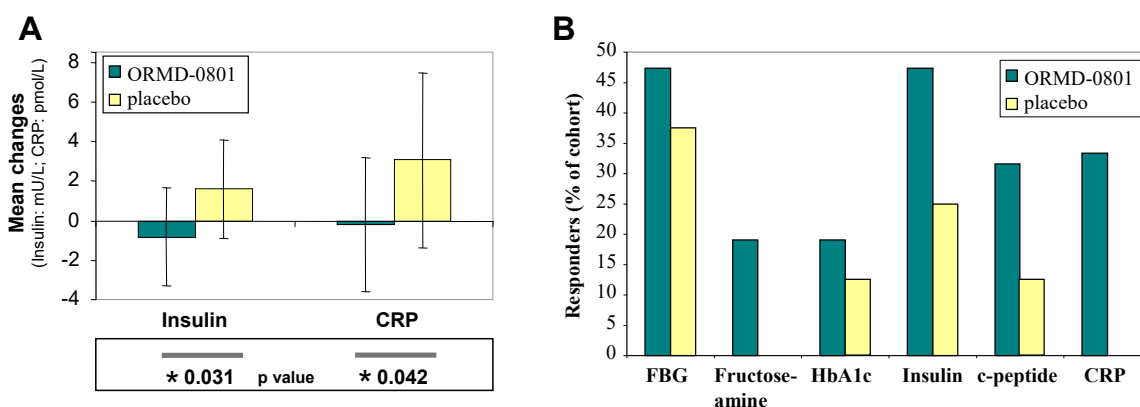 A
Mean changes
(Insulin: mU/L; CRP: pmol/L)
8
6
4
2
0
-2
-4
ORMD-0801
placebo
Insulin
CRP
* 0.031 p value * 0.042
B
Responders (% of cohort)
50
45
40
35
30
25
20
15
10
5
0
ORMD-0801
placebo
FBG
Fructose-
amine
HbA1c
Insulin
c-peptide
CRP